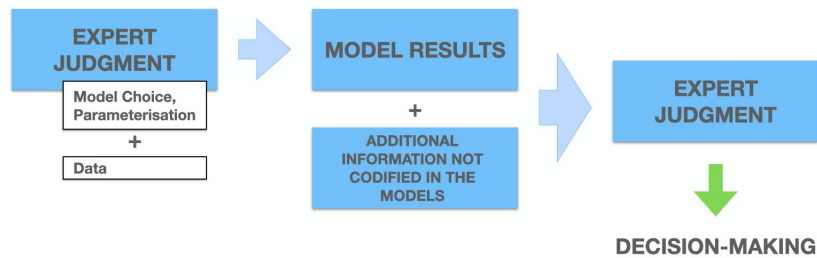 EXPERT
JUDGMENT
Model Choice,
Parameterisation
+
Data
MODEL RESULTS
+
ADDITIONAL
INFORMATION NOT
CODIFIED IN THE
MODELS
EXPERT
JUDGMENT
DECISION-MAKING